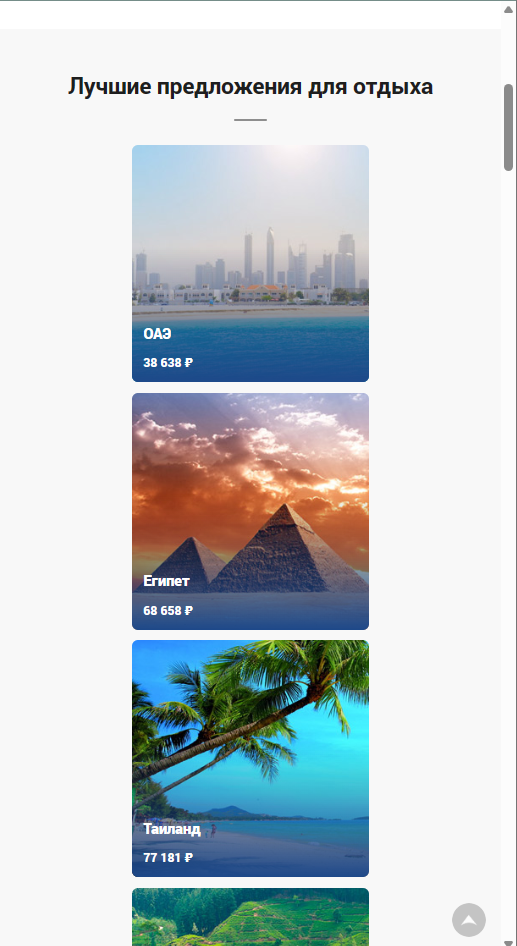 Лучшие предложения для отдыха
ОАЭ
38 638 ₽
Египет
68 658 ₽
Таиланд
77 181 ₽